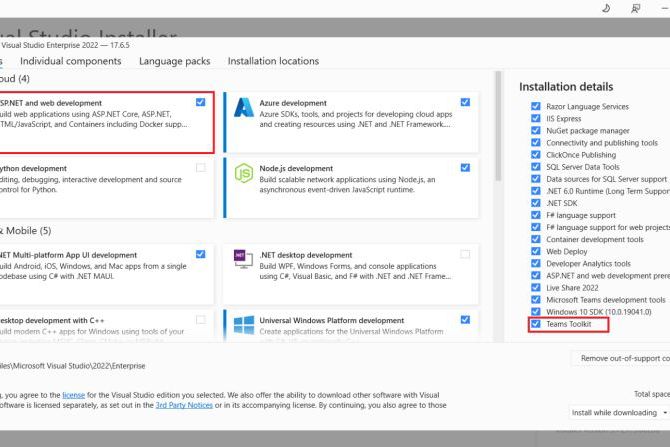 ual Studio Installer
Visual Studio Enterprise 2022 — 17.6.5
s Individual components Language packs Installation locations
oud (4)
SP.NET and web development
uild web applications using ASP.NET Core, ASP.NET,
TML/JavaScript, and Containers including Docker supp...
Azure development
Azure SDKs, tools, and projects for developing cloud apps
and creating resources using .NET and .NET Framework....
ython development
diting, debugging, interactive development and source
ontrol for Python.
Node.js development
Build scalable network applications using Node.js, an
asynchronous event-driven JavaScript runtime.
& Mobile (5)
NET Multi-platform App UI development
uild Android, iOS, Windows, and Mac apps from a single
odebase using C# with .NET MAUI.
.NET desktop development
Build WPF, Windows Forms, and console applications
using C#, Visual Basic, and F# with .NET and .NET Frame...
esktop development with C++
uild modern C++ apps for Windows using tools of your
Universal Windows Platform development
Create applications for the Universal Windows Platform
Installation details
Razor Language Services
IIS Express
NuGet package manager
Connectivity and publishing tools
ClickOnce Publishing
SQL Server Data Tools
Data sources for SQL Server support
.NET 6.0 Runtime (Long Term Suppor
.NET SDK
F# language support
F# language support for web projects
Container development tools
Web Deploy
Developer Analytics tools
ASP.NET and web development prere
Live Share 2022
Microsoft Teams development tools
Windows 10 SDK (10.0.19041.0)
Teams Toolkit
Remove out-of-support co
iles\Microsoft Visual Studio\2022\Enterprise
g, you agree to the license for the Visual Studio edition you selected. We also offer the ability to download other software with Visual
oftware is licensed separately, as set out in the 3rd Party Notices or in its accompanying license. By continuing, you also agree to those
Total space
Install while downloading